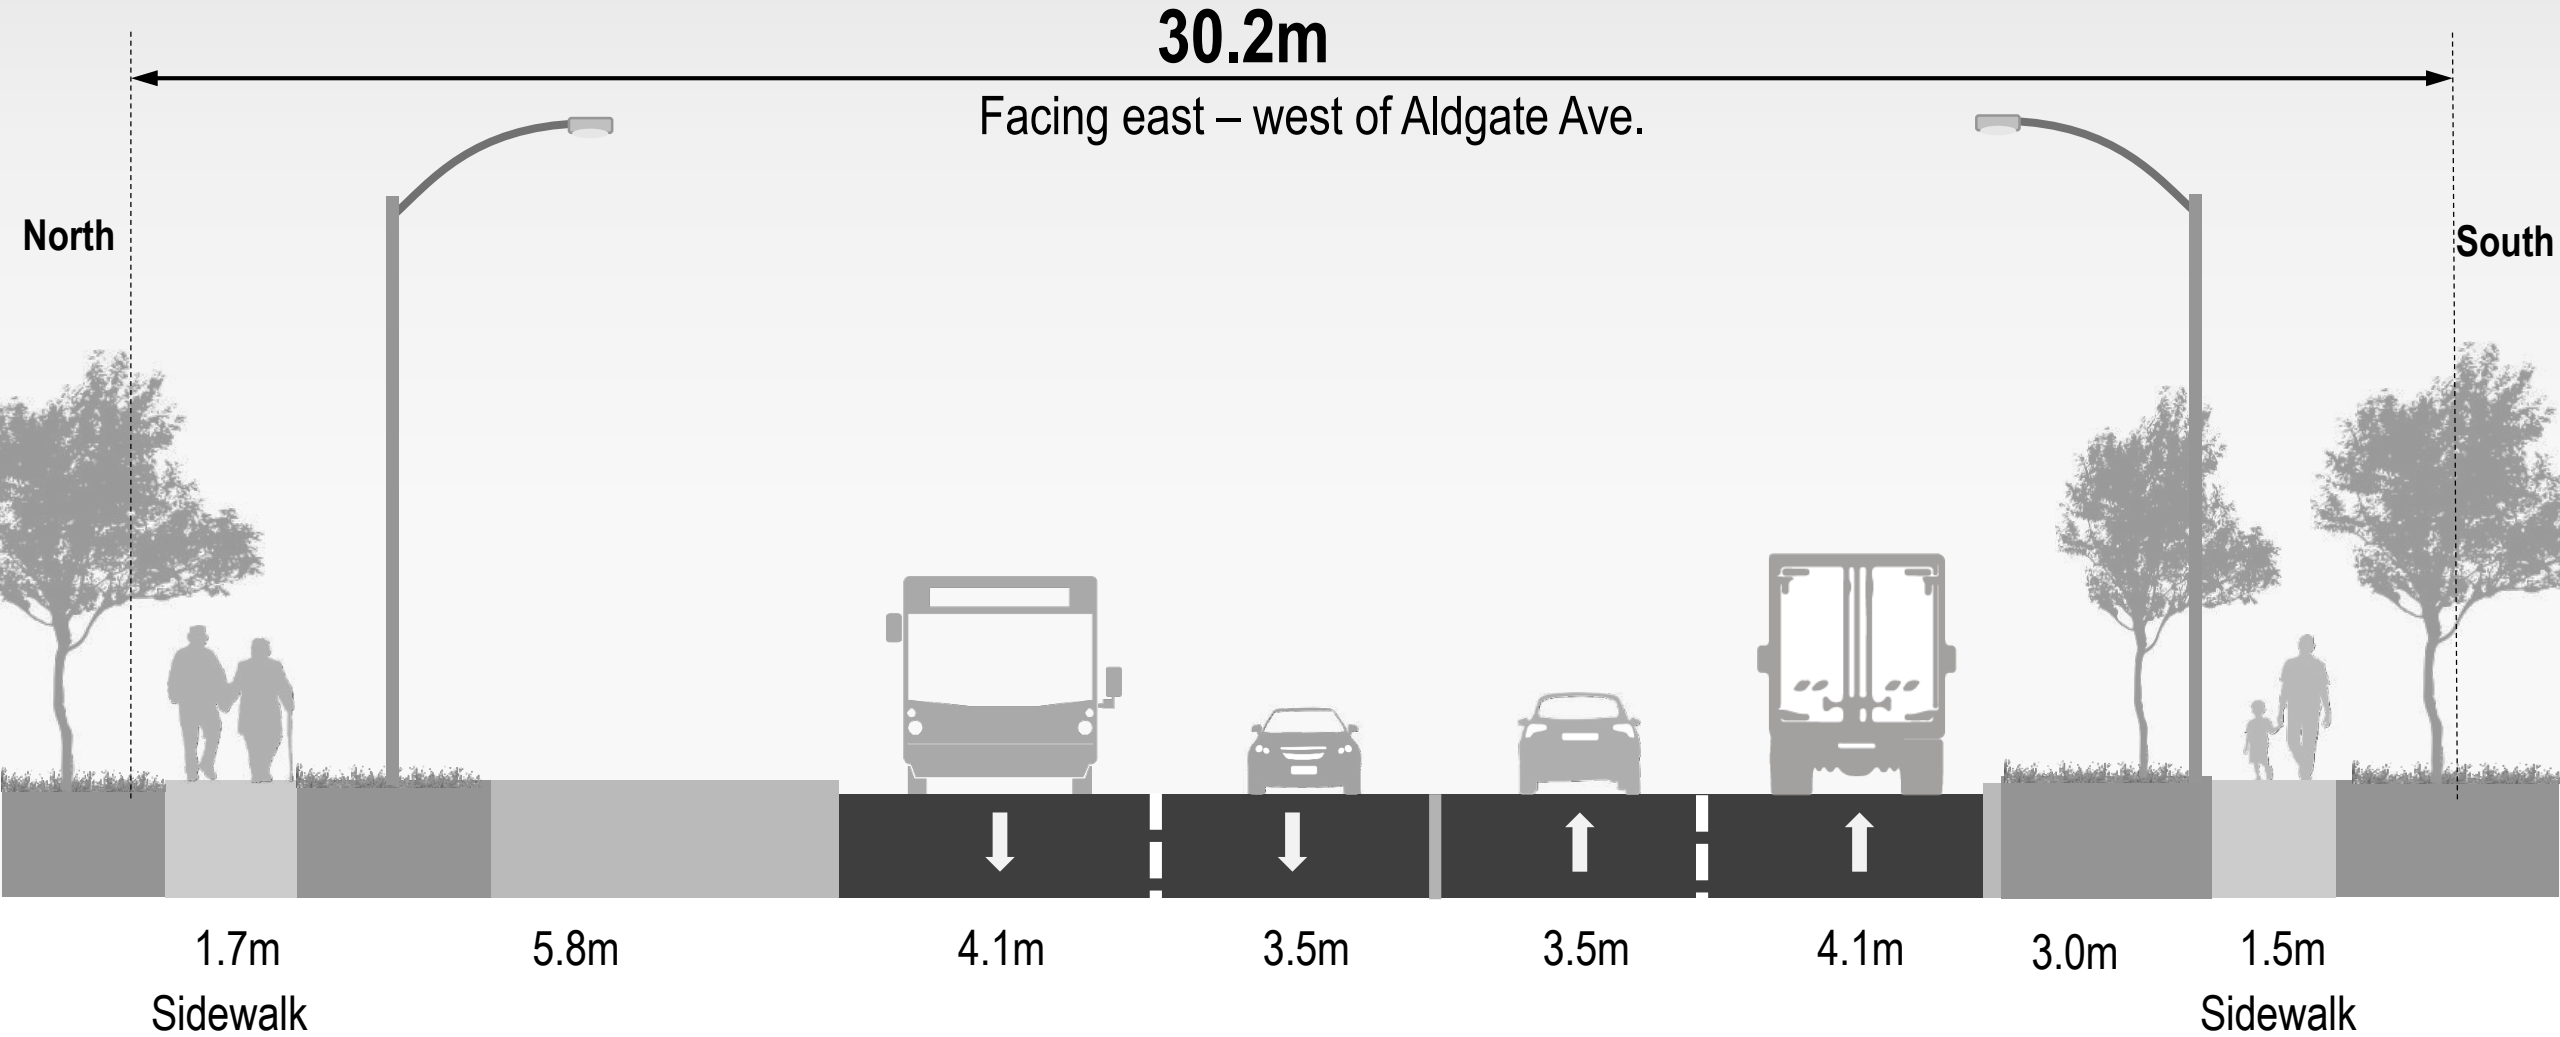 30.2m
Facing east – west of Aldgate Ave.
North
South
1.7m
5.8m
4.1m
3.5m
3.5m
4.1m
3.0m
1.5m
Sidewalk
Sidewalk